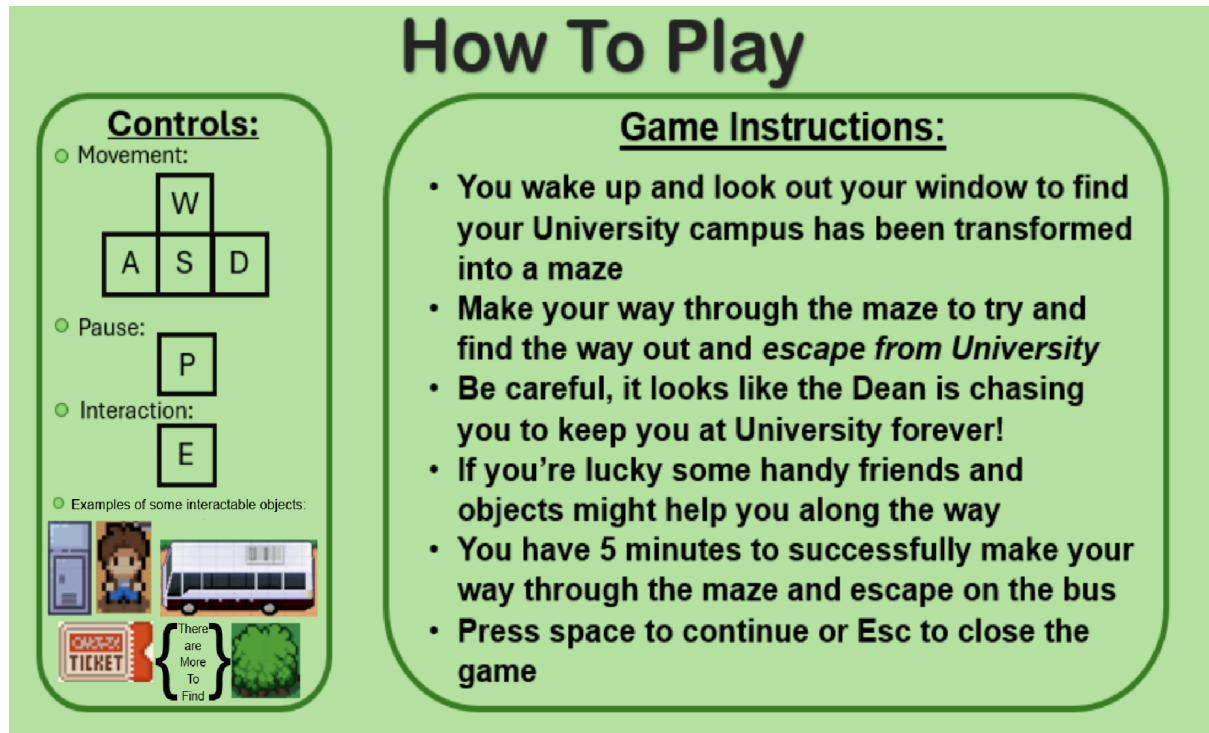 How To Play
Controls:
Movement:
W
A S D
Pause:
P
Interaction:
E
Examples of some interactable objects:
TICKET
There
are
More
To
Find
Game Instructions:
• You wake up and look out your window to find
your University campus has been transformed
into a maze
• Make your way through the maze to try and
find the way out and escape from University
• Be careful, it looks like the Dean is chasing
you to keep you at University forever!
• If you’re lucky some handy friends and
objects might help you along the way
• You have 5 minutes to successfully make your
way through the maze and escape on the bus
• Press space to continue or Esc to close the
game